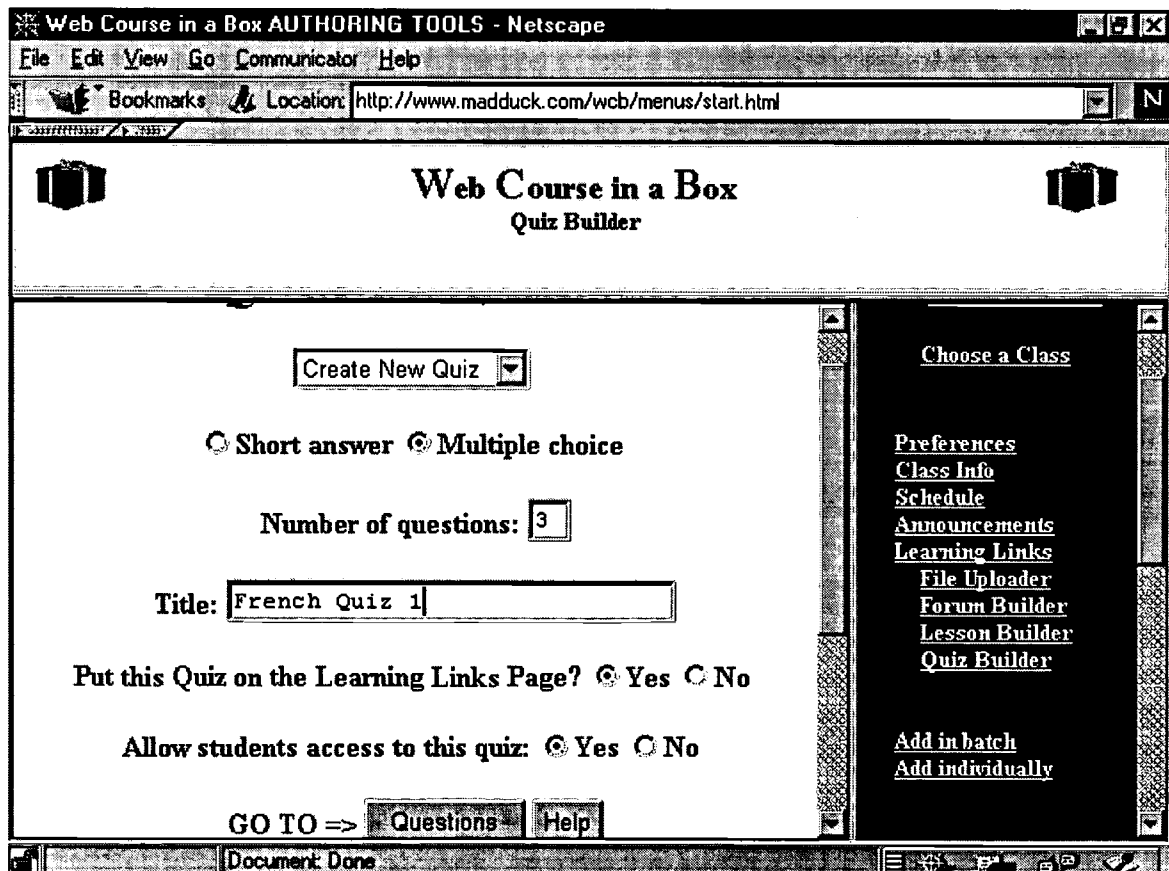 Web Course in a Box AUTHORING TOOLS - Netscape
File Edit View Go Communicator Help
Bookmarks Location: http://www.madduck.com/wcb/menus/start.html
N
Web Course in a Box
Quiz Builder
Create New Quiz
Short answer Multiple choice
Number of questions: 3
Title: French Quiz 1
Put this Quiz on the Learning Links Page? Yes No
Allow students access to this quiz: Yes No
GO TO => Questions Help
Choose a Class
Preferences
Class Info
Schedule
Announcements
Learning Links
File Uploader
Forum Builder
Lesson Builder
Quiz Builder
Add in batch
Add individually
Document: Done